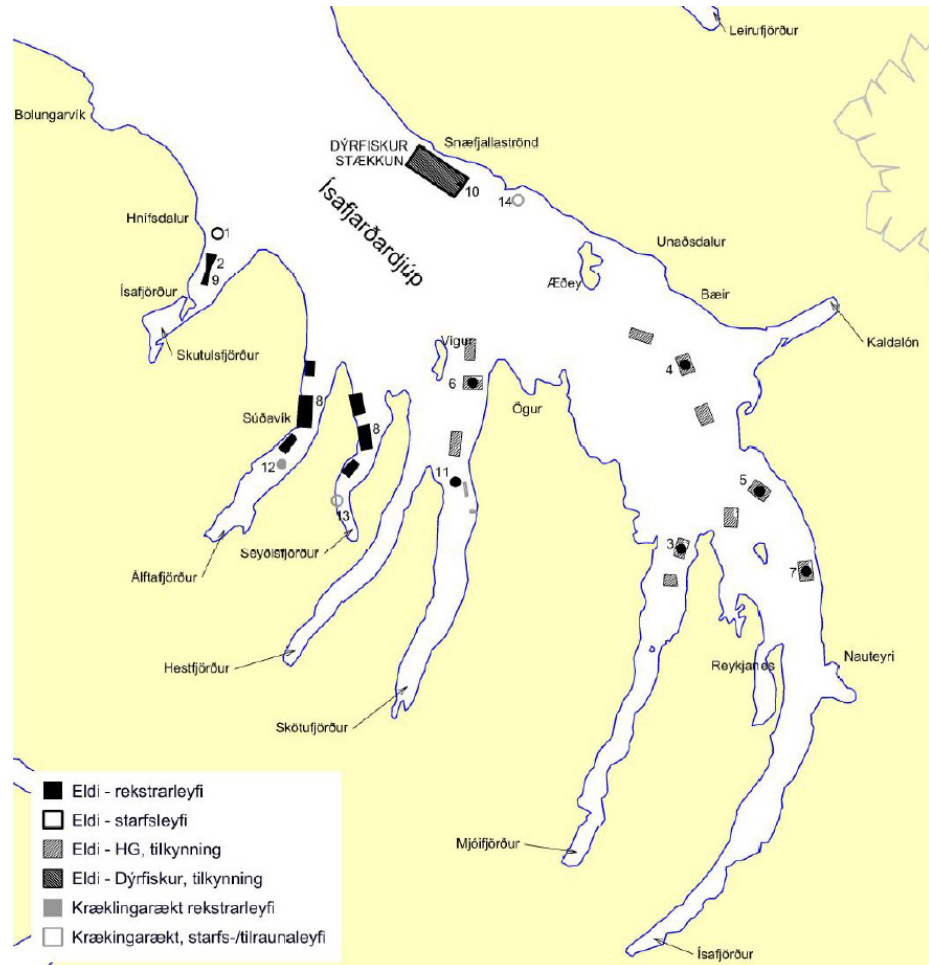 Leirufjörður
Bolungarvík
Snæfjallaströnd
DÝRFISKUR
STÆKKUN
10
14
Ísafjarðardjúp
Hnífsdalur
1
2
9
Unaðsdalur
Æðey
Bæir
Ísafjörður
Skutulsfjörður
Kaldalón
Vigur
6
4
Ögur
Súðavík
8
8
12
11
5
13
Seyðisfjörður
3
7
Álftafjörður
Hestfjörður
Reykjanes
Nauteyri
Skötufjörður
Mjóifjörður
Ísafjörður
Eldi - rekstrarleyfi
Eldi - starfsleyfi
Eldi - HG, tilkynning
Eldi - Dýrfiskur, tilkynning
Kræklingarækt rekstrarleyfi
Krækingarækt, starfs-/tilraunaleyfi